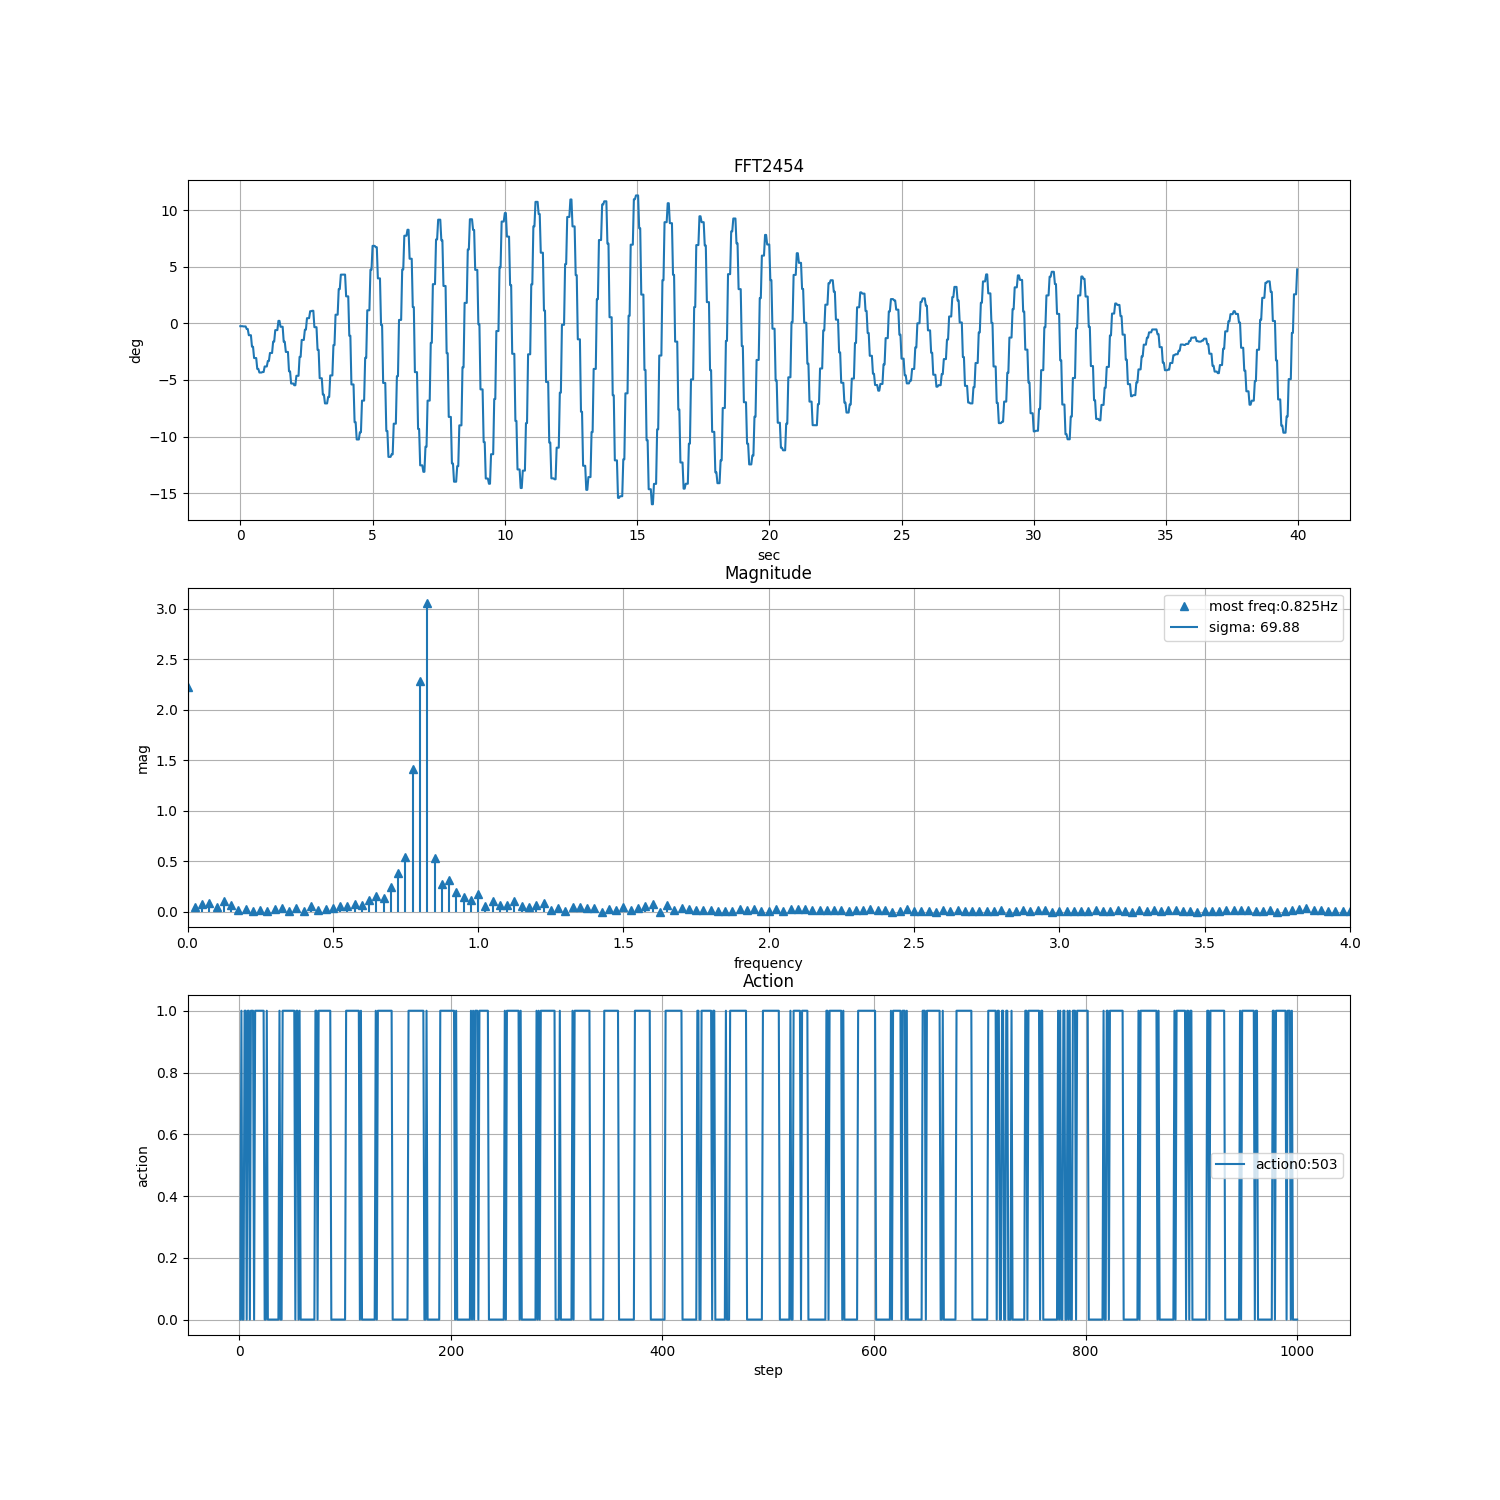 FFT2454
10
5
0
−5
−10
−15
deg
0 5 10 15 20 25 30 35 40
sec
Magnitude
3.0
2.5
2.0
1.5
1.0
0.5
0.0
mag
most freq:0.825Hz
sigma: 69.88
0.0 0.5 1.0 1.5 2.0 2.5 3.0 3.5 4.0
frequency
Action
1.0
0.8
0.6
0.4
0.2
0.0
action
action0:503
0 200 400 600 800 1000
step